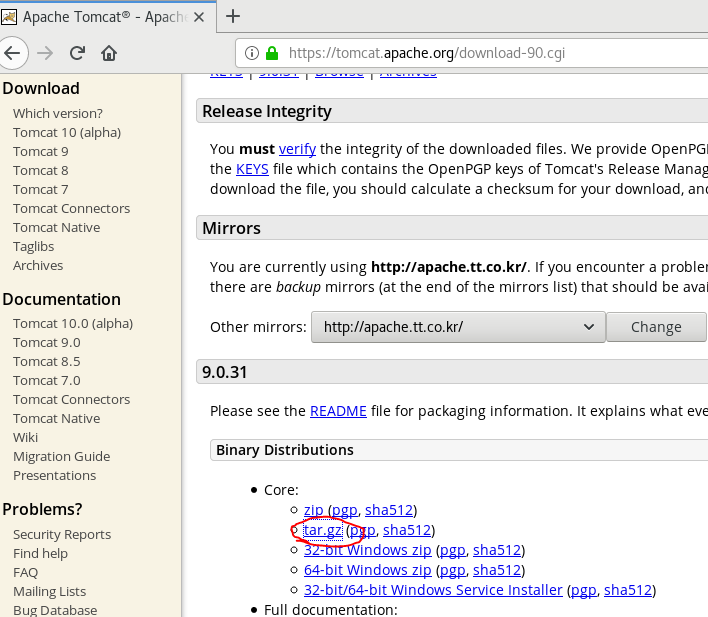 Apache Tomcat® - Apach
https://tomcat.apache.org/download-90.cgi
Download
Which version?
Tomcat 10 (alpha)
Tomcat 9
Tomcat 8
Tomcat 7
Tomcat Connectors
Tomcat Native
Taglibs
Archives
Documentation
Tomcat 10.0 (alpha)
Tomcat 9.0
Tomcat 8.5
Tomcat 7.0
Tomcat Connectors
Tomcat Native
Wiki
Migration Guide
Presentations
Problems?
Security Reports
Find help
FAQ
Mailing Lists
Bug Database
KEYS | 9.0.31 | Browse | Archives
Release Integrity
You must verify the integrity of the downloaded files. We provide OpenPGP
the KEYS file which contains the OpenPGP keys of Tomcat's Release Manag
download the file, you should calculate a checksum for your download, and
Mirrors
You are currently using http://apache.tt.co.kr/. If you encounter a proble
there are backup mirrors (at the end of the mirrors list) that should be avai
Other mirrors: http://apache.tt.co.kr/ Change
9.0.31
Please see the README file for packaging information. It explains what eve
Binary Distributions
• Core:
○ zip (pgp, sha512)
○ tar.gz (pgp, sha512)
○ 32-bit Windows zip (pgp, sha512)
○ 64-bit Windows zip (pgp, sha512)
○ 32-bit/64-bit Windows Service Installer (pgp, sha512)
• Full documentation: